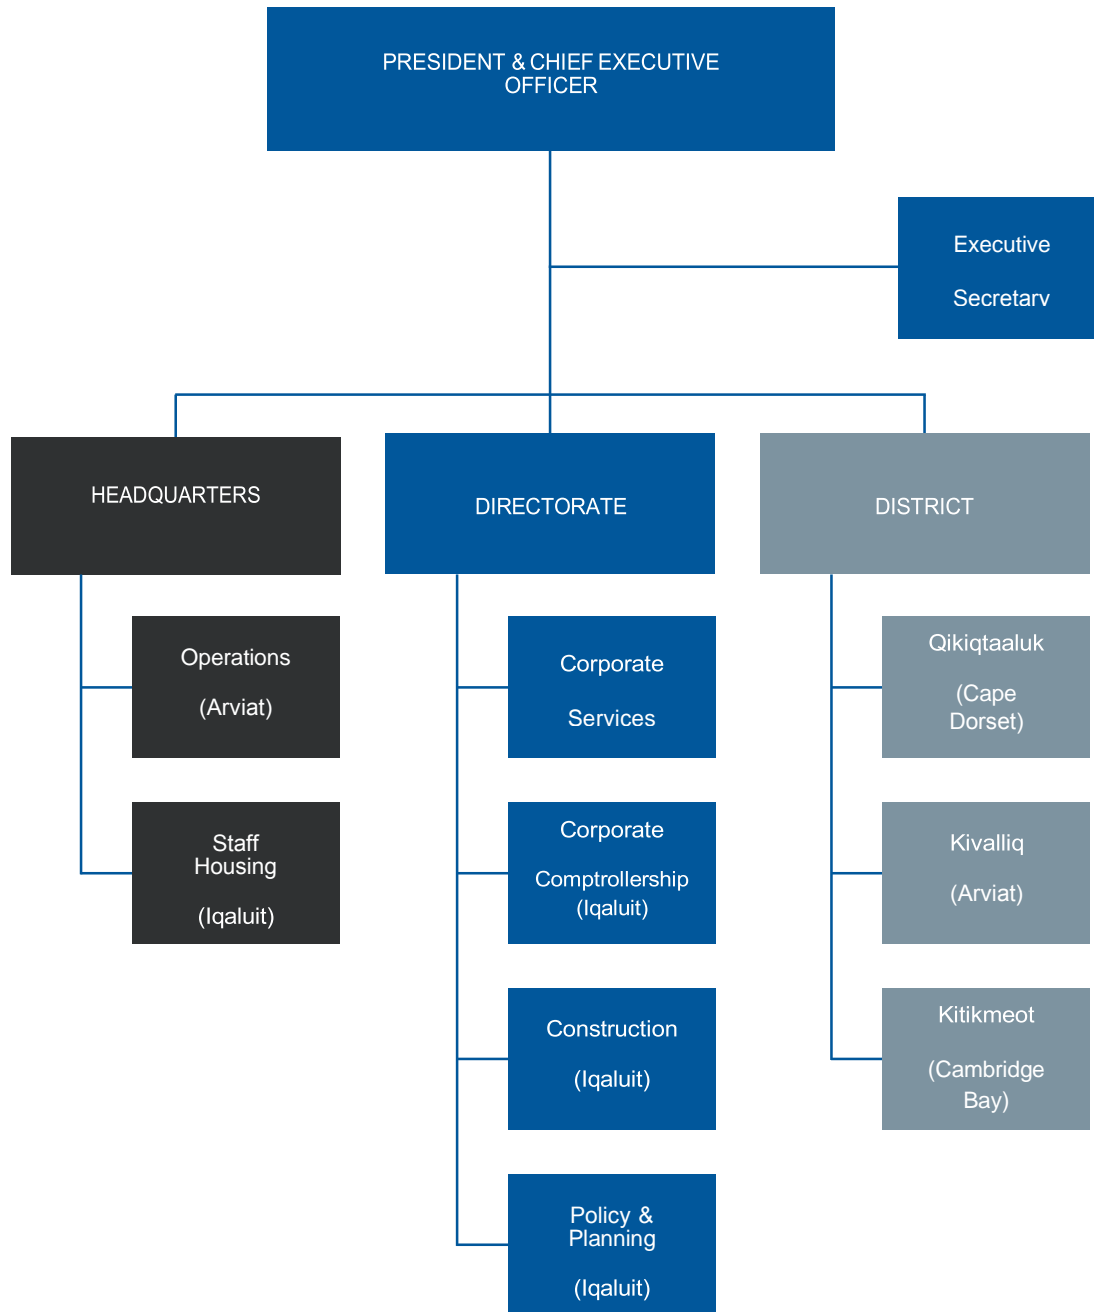 PRESIDENT & CHIEF EXECUTIVE
OFFICER
Executive
Secretary
HEADQUARTERS
DIRECTORATE
DISTRICT
Operations
(Arviat)
Staff
Housing
(Iqaluit)
Corporate
Services
Corporate
Comptrollership
(Iqaluit)
Construction
(Iqaluit)
Policy &
Planning
(Iqaluit)
Qikiqtaaluk
(Cape
Dorset)
Kivalliq
(Arviat)
Kitikmeot
(Cambridge
Bay)